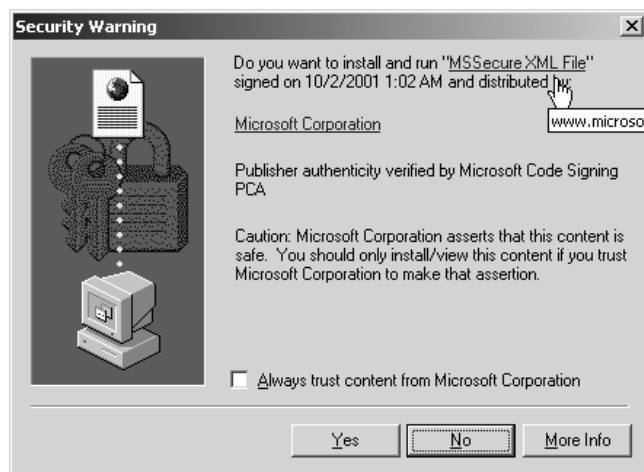 Security Warning
Do you want to install and run "MSSecure XML File"
signed on 10/2/2001 1:02 AM and distributed by:
www.microso
Microsoft Corporation
Publisher authenticity verified by Microsoft Code Signing
PCA
Caution: Microsoft Corporation asserts that this content is
safe. You should only install/view this content if you trust
Microsoft Corporation to make that assertion.
Always trust content from Microsoft Corporation
Yes No More Info